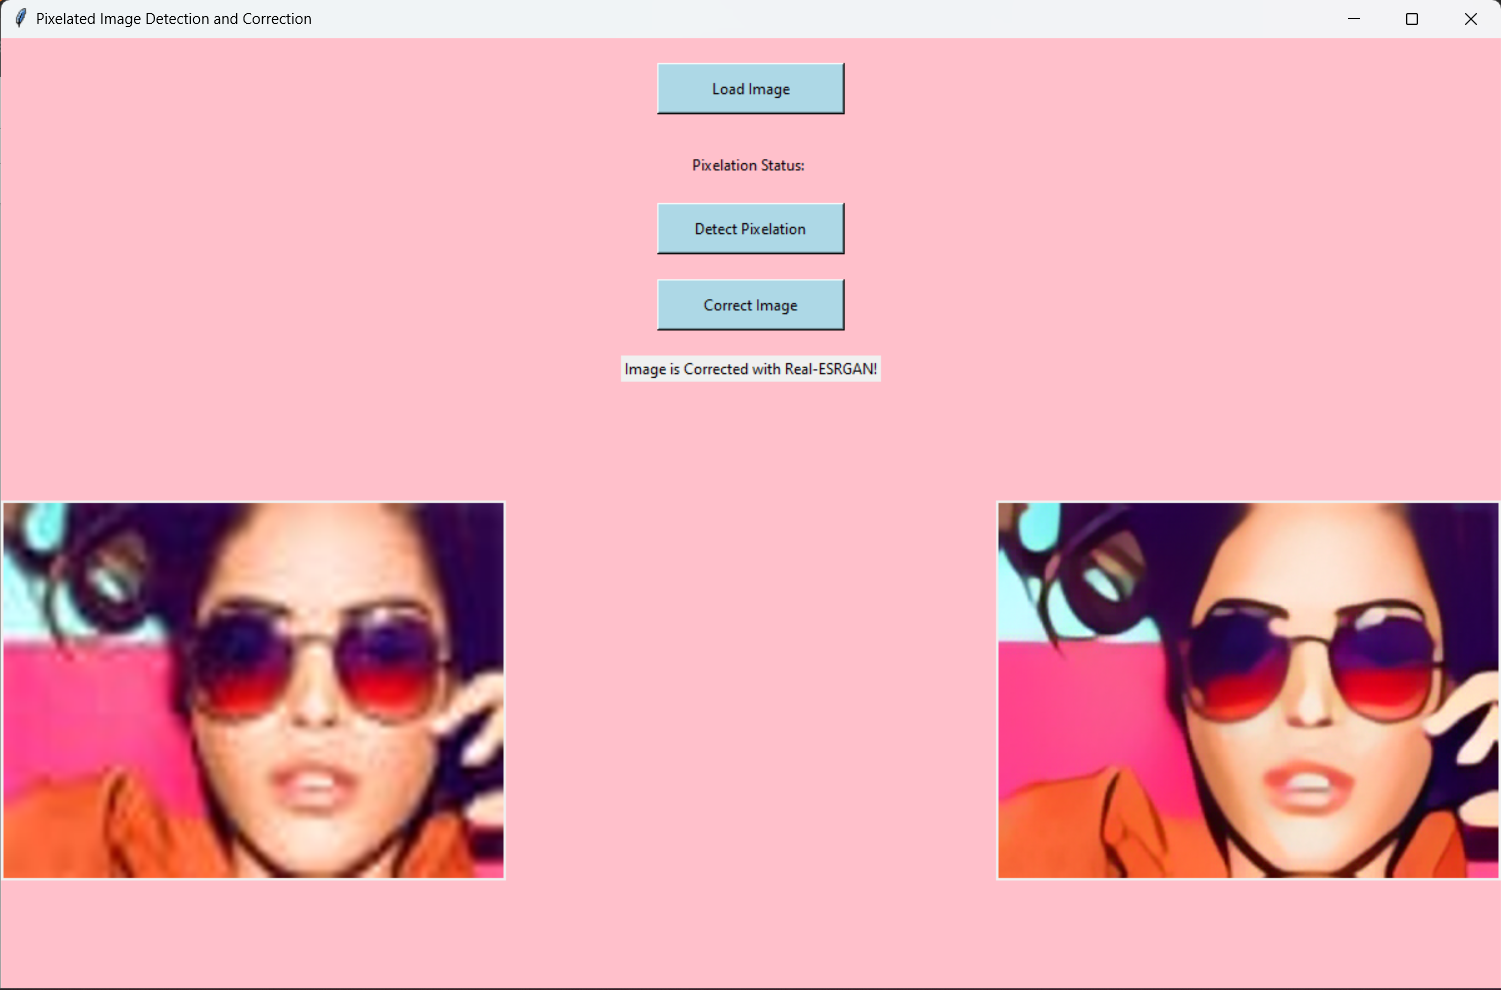 Pixelated Image Detection and Correction
Load Image
Pixelation Status:
Detect Pixelation
Correct Image
Image is Corrected with Real-ESRGAN!